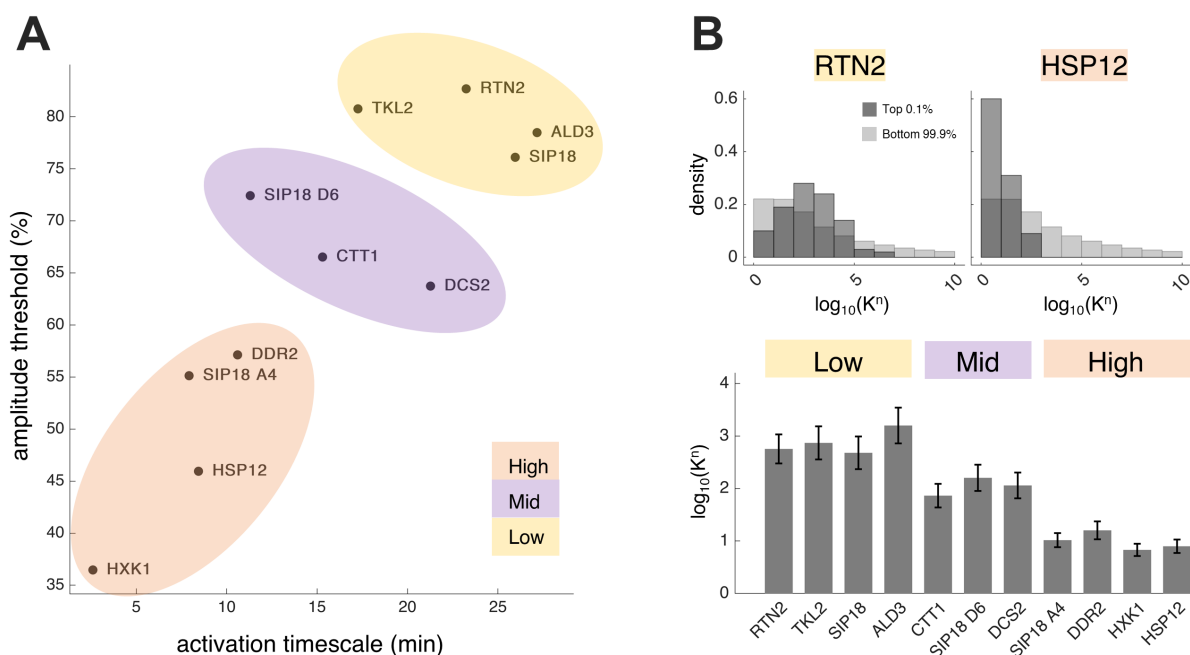 A
amplitude threshold (%)
80
75
70
65
60
55
50
45
40
35
TKL2
RTN2
ALD3
SIP18
SIP18 D6
CTT1
DCS2
DDR2
SIP18 A4
HSP12
HXK1
High
Mid
Low
5
10
15
20
25
activation timescale (min)
B
RTN2
HSP12
density
0.6
0.4
0.2
0
Top 0.1%
Bottom 99.9%
0
5
10
0
5
10
log₁₀(Kⁿ)
log₁₀(Kⁿ)
Low
Mid
High
log₁₀(Kⁿ)
4
3
2
1
0
RTN2
TKL2
SIP18
ALD3
CTT1
SIP18 D6
DCS2
SIP18 A4
DDR2
HXK1
HSP12